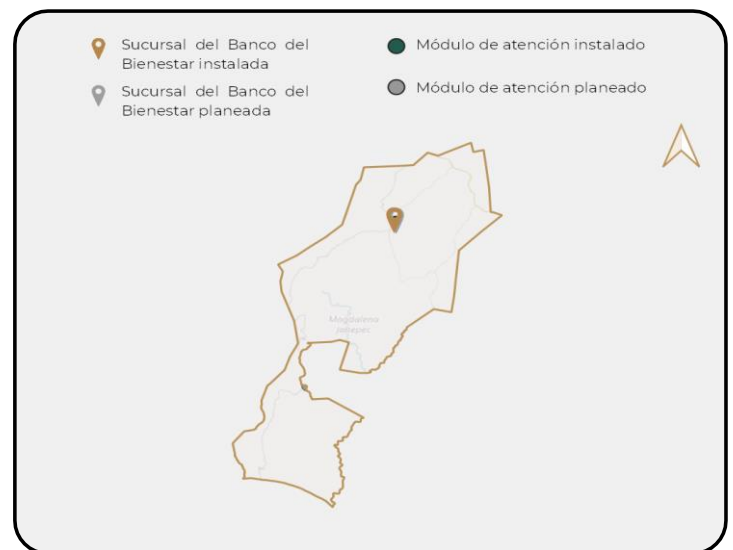 Sucursal del Banco del
Bienestar instalada
Sucursal del Banco del
Bienestar planeada
Módulo de atención instalado
Módulo de atención planeado
Magdalena
Jaltepec